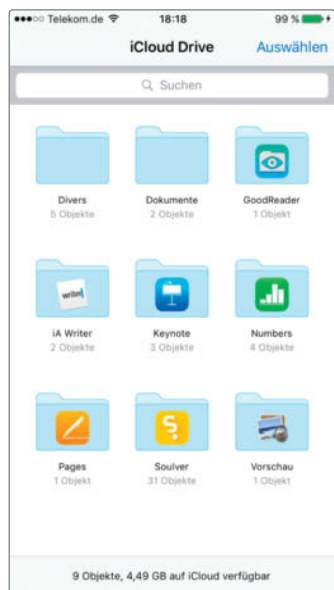 Telekom.de 18:18 99 %
iCloud Drive Auswählen
Suchen
Divers Dokumente GoodReader
5 Objekte 2 Objekte 1 Objekt
writer
iA Writer Keynote Numbers
2 Objekte 3 Objekte 4 Objekte
Pages Soulver Vorschau
1 Objekt 31 Objekte 1 Objekt
9 Objekte, 4,49 GB auf iCloud verfügbar